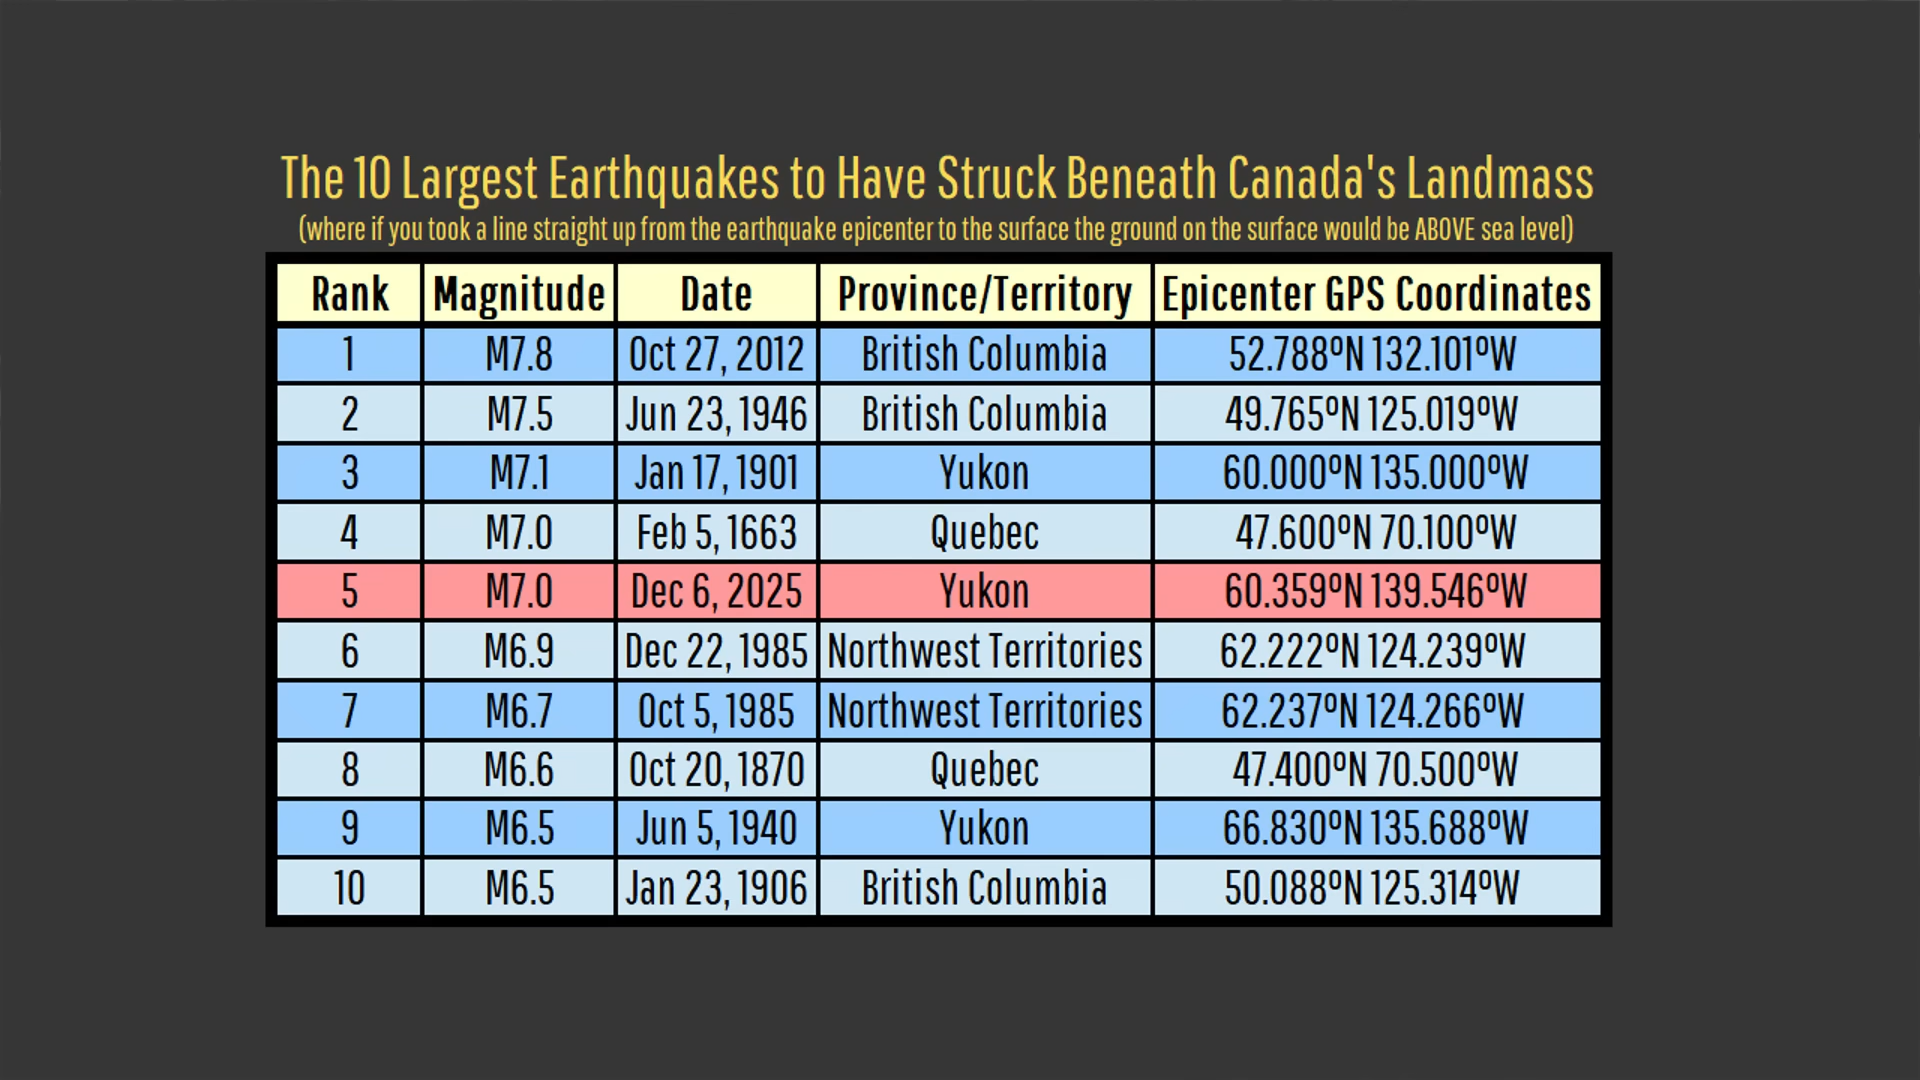 The 10 Largest Earthquakes to Have Struck Beneath Canada's Landmass
(where if you took a line straight up from the earthquake epicenter to the surface the ground on the surface would be ABOVE sea level)
Rank Magnitude Date Province/Territory Epicenter GPS Coordinates
1 M7.8 Oct 27, 2012 British Columbia 52.788ºN 132.101ºW
2 M7.5 Jun 23, 1946 British Columbia 49.765ºN 125.019ºW
3 M7.1 Jan 17, 1901 Yukon 60.000ºN 135.000ºW
4 M7.0 Feb 5, 1663 Quebec 47.600ºN 70.100ºW
5 M7.0 Dec 6, 2025 Yukon 60.359ºN 139.546ºW
6 M6.9 Dec 22, 1985 Northwest Territories 62.222ºN 124.239ºW
7 M6.7 Oct 5, 1985 Northwest Territories 62.237ºN 124.266ºW
8 M6.6 Oct 20, 1870 Quebec 47.400ºN 70.500ºW
9 M6.5 Jun 5, 1940 Yukon 66.830ºN 135.688ºW
10 M6.5 Jan 23, 1906 British Columbia 50.088ºN 125.314ºW